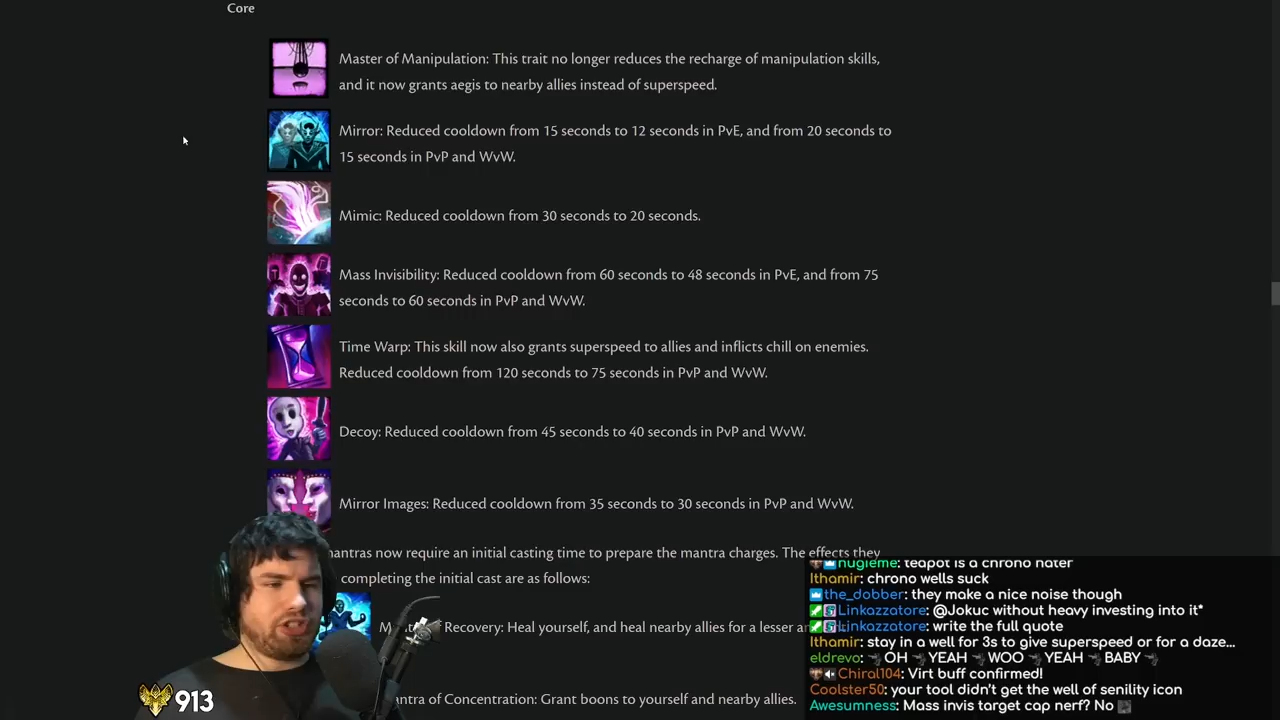 Core
Master of Manipulation: This trait no longer reduces the recharge of manipulation skills,
and it now grants aegis to nearby allies instead of superspeed.
Mirror: Reduced cooldown from 15 seconds to 12 seconds in PvE, and from 20 seconds to
15 seconds in PvP and WvW.
Mimic: Reduced cooldown from 30 seconds to 20 seconds.
Mass Invisibility: Reduced cooldown from 60 seconds to 48 seconds in PvE, and from 75
seconds to 60 seconds in PvP and WvW.
Time Warp: This skill now also grants superspeed to allies and inflicts chill on enemies.
Reduced cooldown from 120 seconds to 75 seconds in PvP and WvW.
Decoy: Reduced cooldown from 45 seconds to 40 seconds in PvP and WvW.
Mirror Images: Reduced cooldown from 35 seconds to 30 seconds in PvP and WvW.
mantras now require an initial casting time to prepare the mantra charges. The effects they
completing the initial cast are as follows:
Recovery: Heal yourself, and heal nearby allies for a lesser
antra of Concentration: Grant boons to yourself and nearby allies.
nugieme: teapot is a chrono hater
Ithamir: chrono wells suck
the_dobber: they make a nice noise though
Linkazzatore: @Jokuc without heavy investing into it*
Linkazzatore: write the full quote
Ithamir: stay in a well for 3s to give superspeed or for a daze...
eldrevo: OH YEAH WOO YEAH BABY
Chiral104: Virt buff confirmed!
Coolster50: your tool didn't get the well of senility icon
Awesumness: Mass invis target cap nerf? No
913